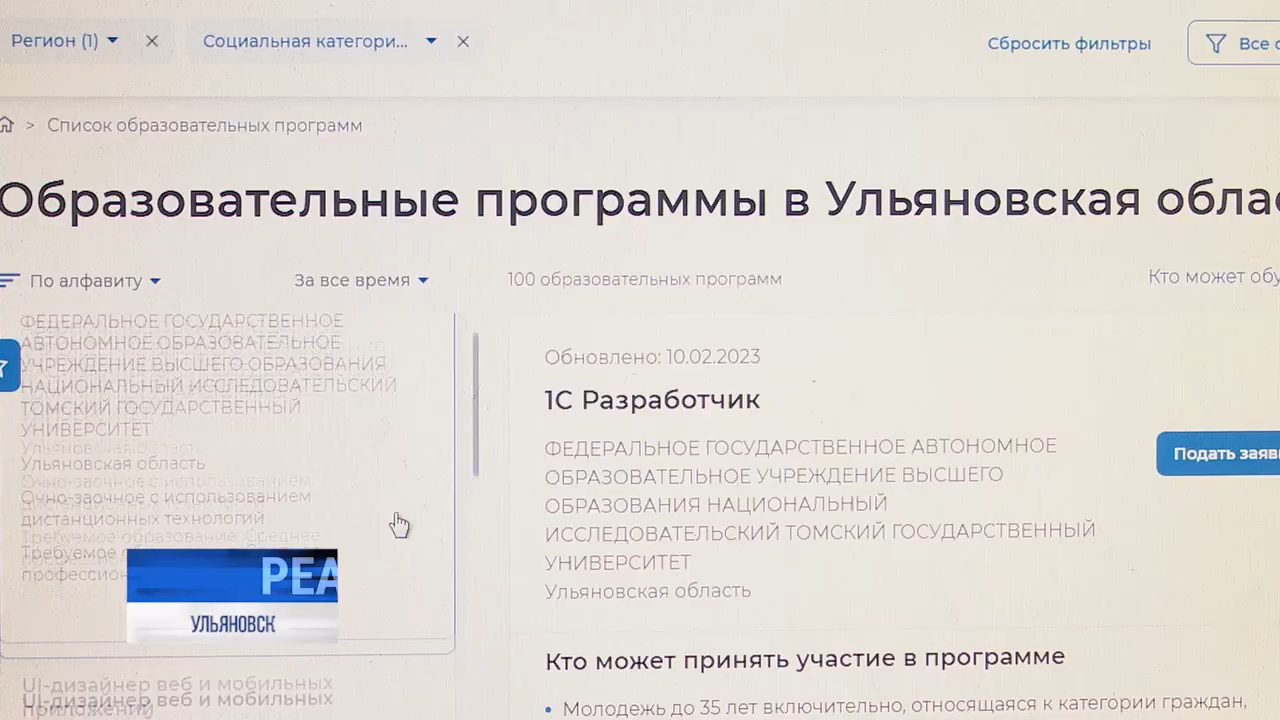 Регион (1)
Социальная категори...
Сбросить фильтры
Все
> Список образовательных программ
Образовательные программы в Ульяновская
По алфавиту
За все время
100 образовательных программ
Кто может
ФЕДЕРАЛЬНОЕ ГОСУДАРСТВЕННОЕ
АВТОНОМНОЕ ОБРАЗОВАТЕЛЬНОЕ
УЧРЕЖДЕНИЕ ВЫСШЕГО ОБРАЗОВАНИЯ
НАЦИОНАЛЬНЫЙ ИССЛЕДОВАТЕЛЬСКИЙ
ТОМСКИЙ ГОСУДАРСТВЕННЫЙ
УНИВЕРСИТЕТ
Ульяновская область
Очно-заочное с использованием
дистанционных технологий
Требуемое
UI-дизайнер веб и мобильных
приложений
Обновлено: 10.02.2023
1С Разработчик
ФЕДЕРАЛЬНОЕ ГОСУДАРСТВЕННОЕ АВТОНОМНОЕ
ОБРАЗОВАТЕЛЬНОЕ УЧРЕЖДЕНИЕ ВЫСШЕГО
ОБРАЗОВАНИЯ НАЦИОНАЛЬНЫЙ
ИССЛЕДОВАТЕЛЬСКИЙ ТОМСКИЙ ГОСУДАРСТВЕННЫЙ
УНИВЕРСИТЕТ
Ульяновская область
Подать
Кто может принять участие в программе
• Молодежь до 35 лет включительно, относящаяся к категории граждан,
РЕА
УЛЬЯНОВСК